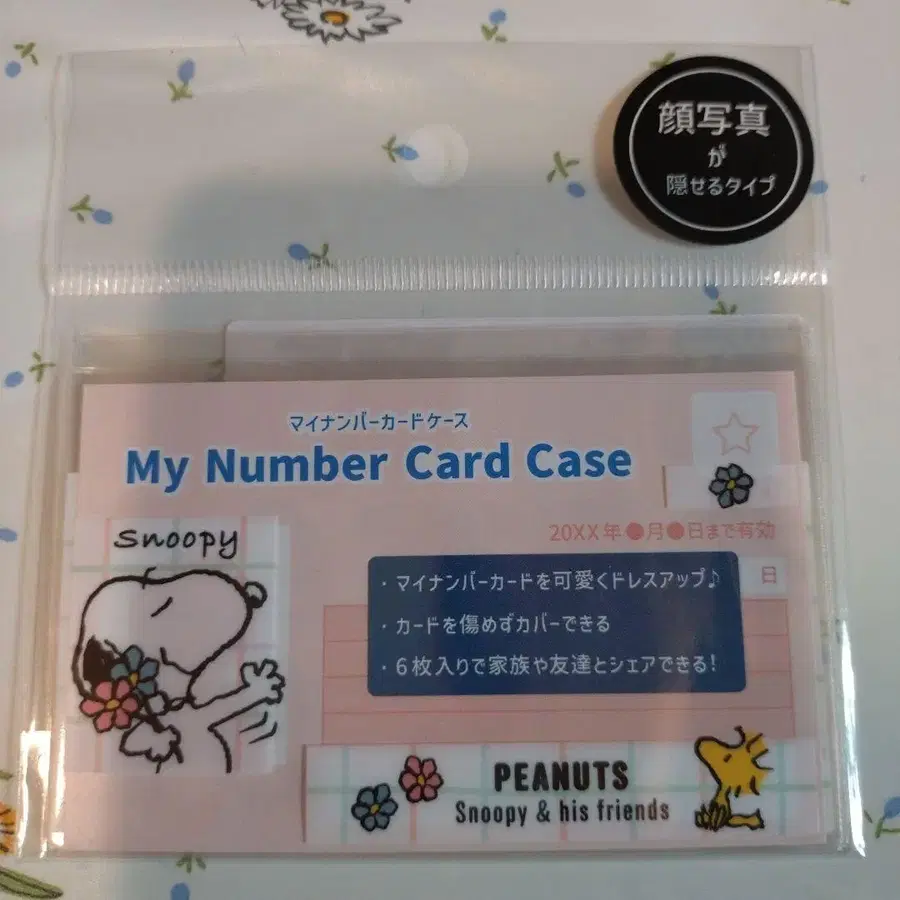 顔写真
が
隠せるタイプ
マイナンバーカードケース
My Number Card Case
snoopy
20XX年●月●日まで有効
日
・マイナンバーカードを可愛くドレスアップ♪
・カードを傷めずカバーできる
・6枚入りで家族や友達とシェアできる!
PEANUTS
Snoopy & his friends